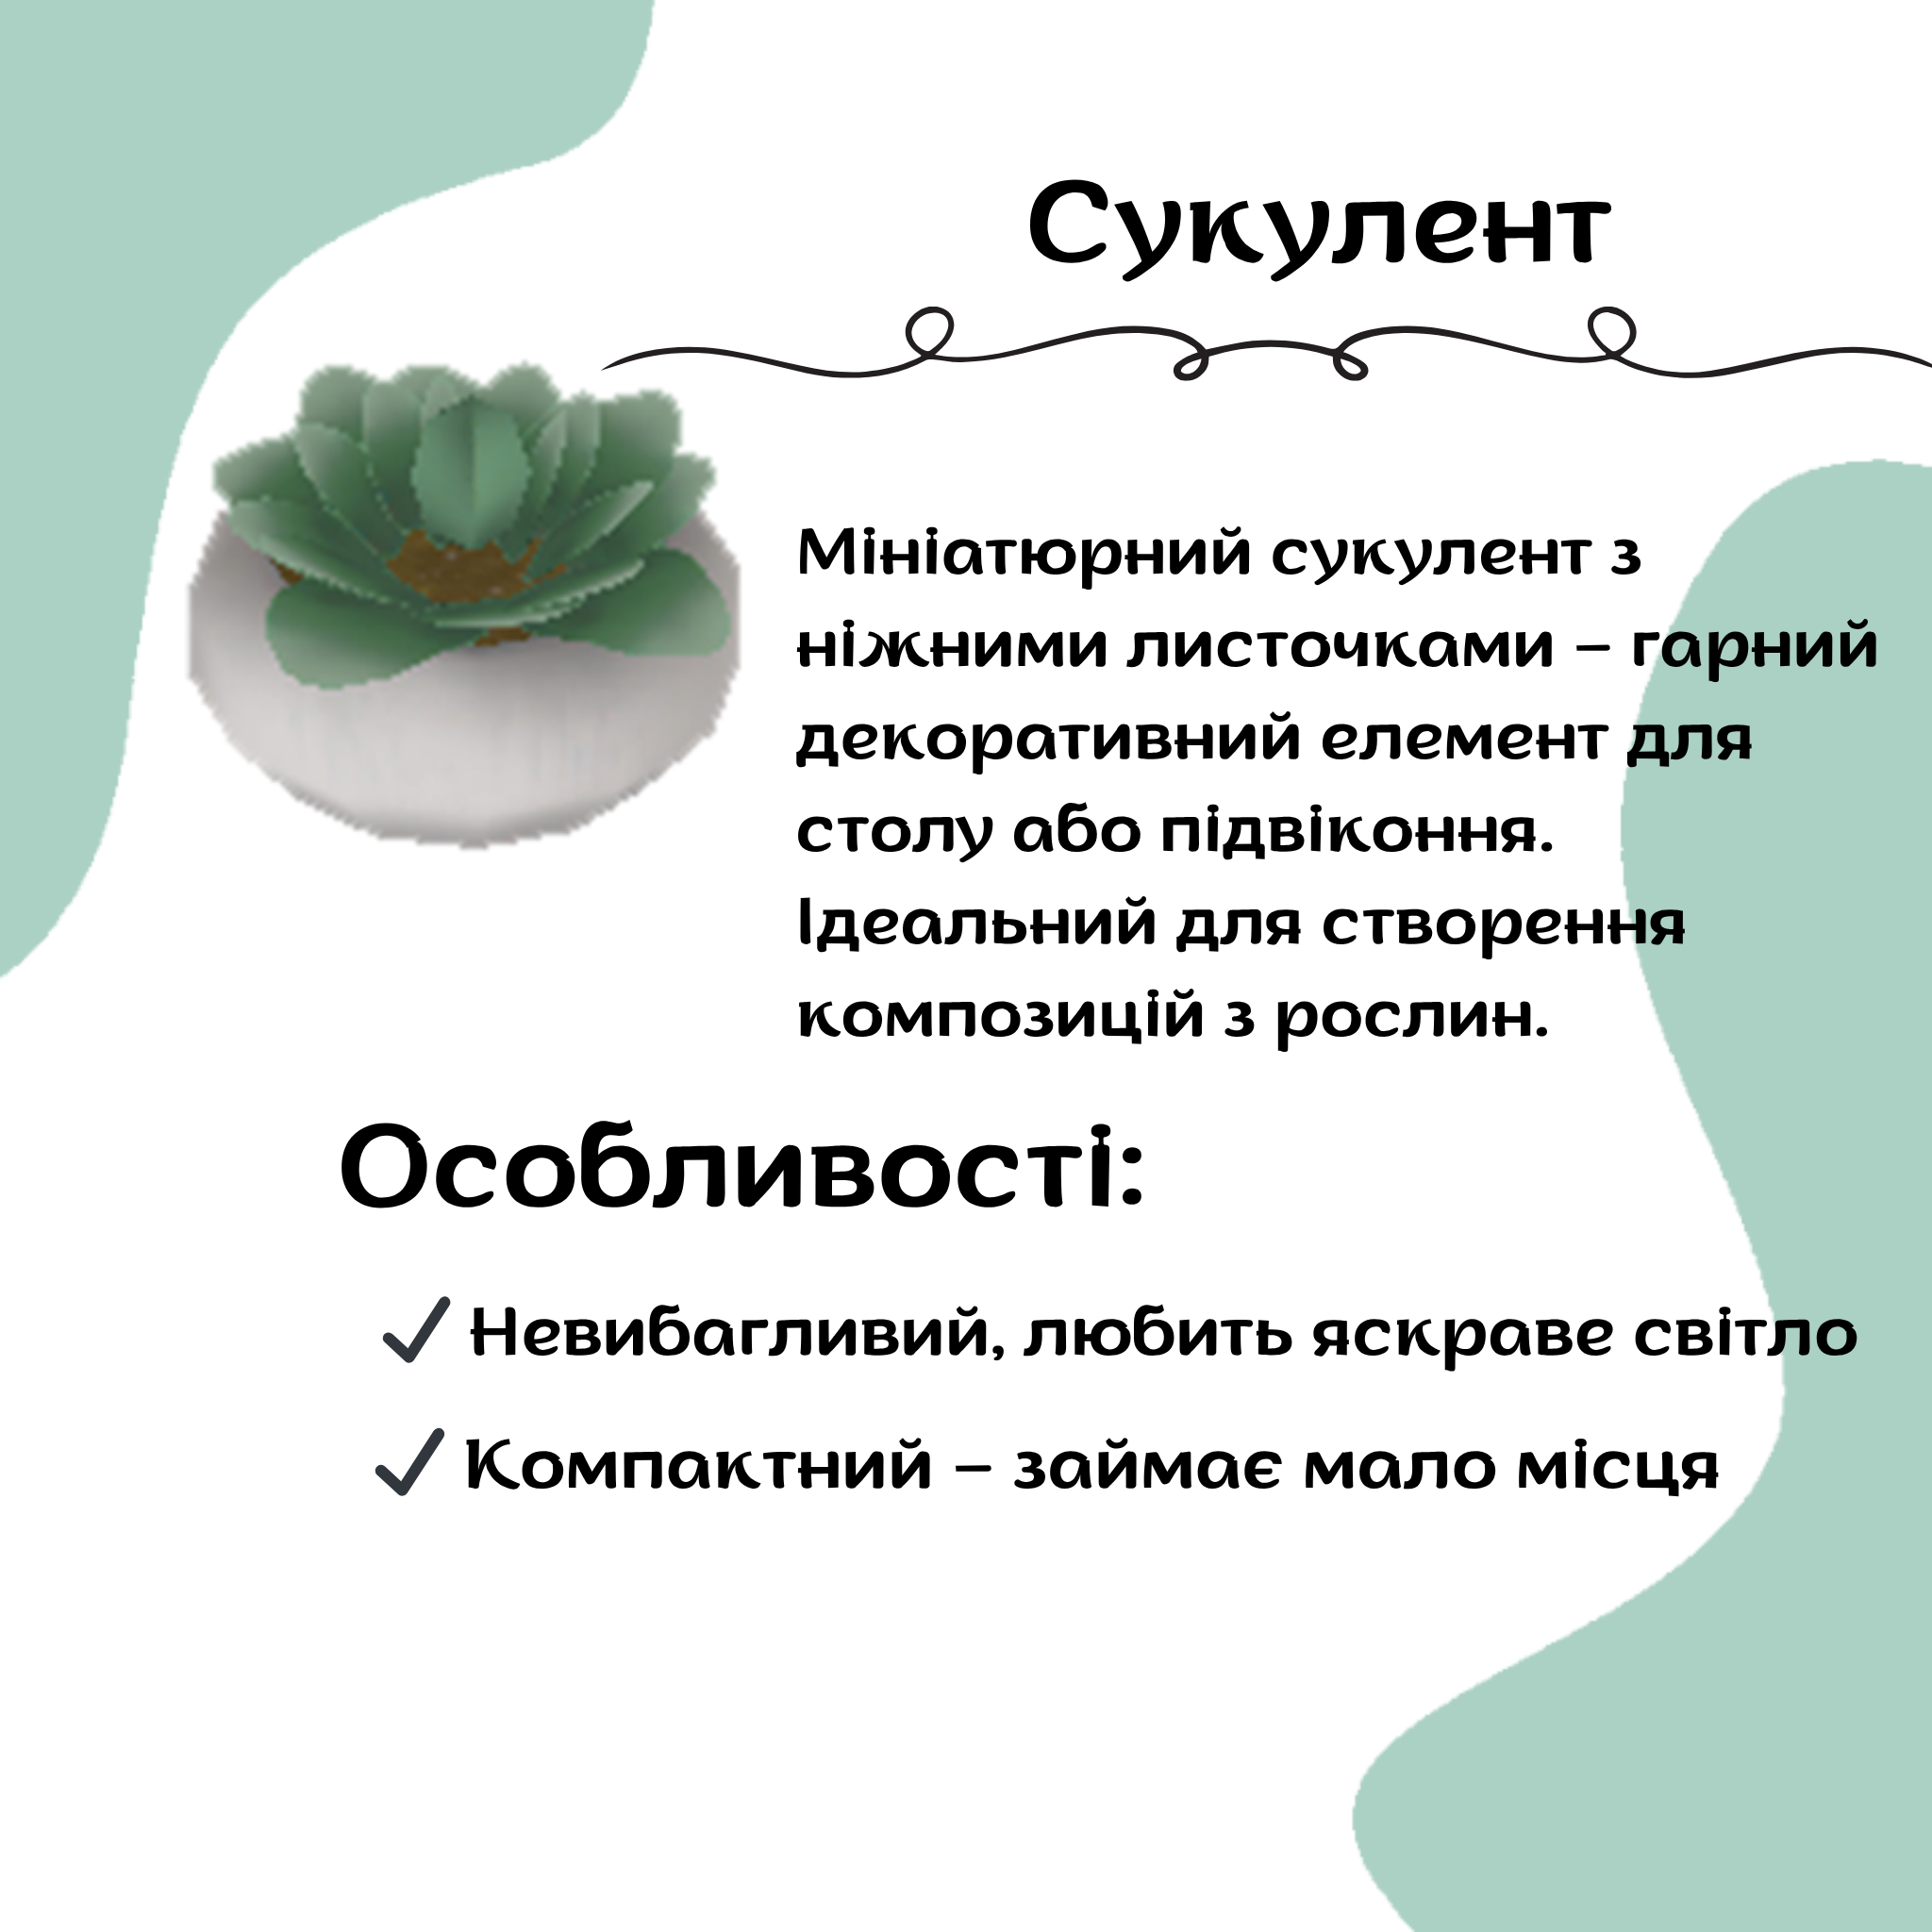 Сукулент
Мініатюрний сукулент з
ніжними листочками – гарний
декоративний елемент для
столу або підвіконня.
Ідеальний для створення
композицій з рослин.
Особливості:
✓ Невибагливий, любить яскраве світло
✓ Компактний – займає мало місця